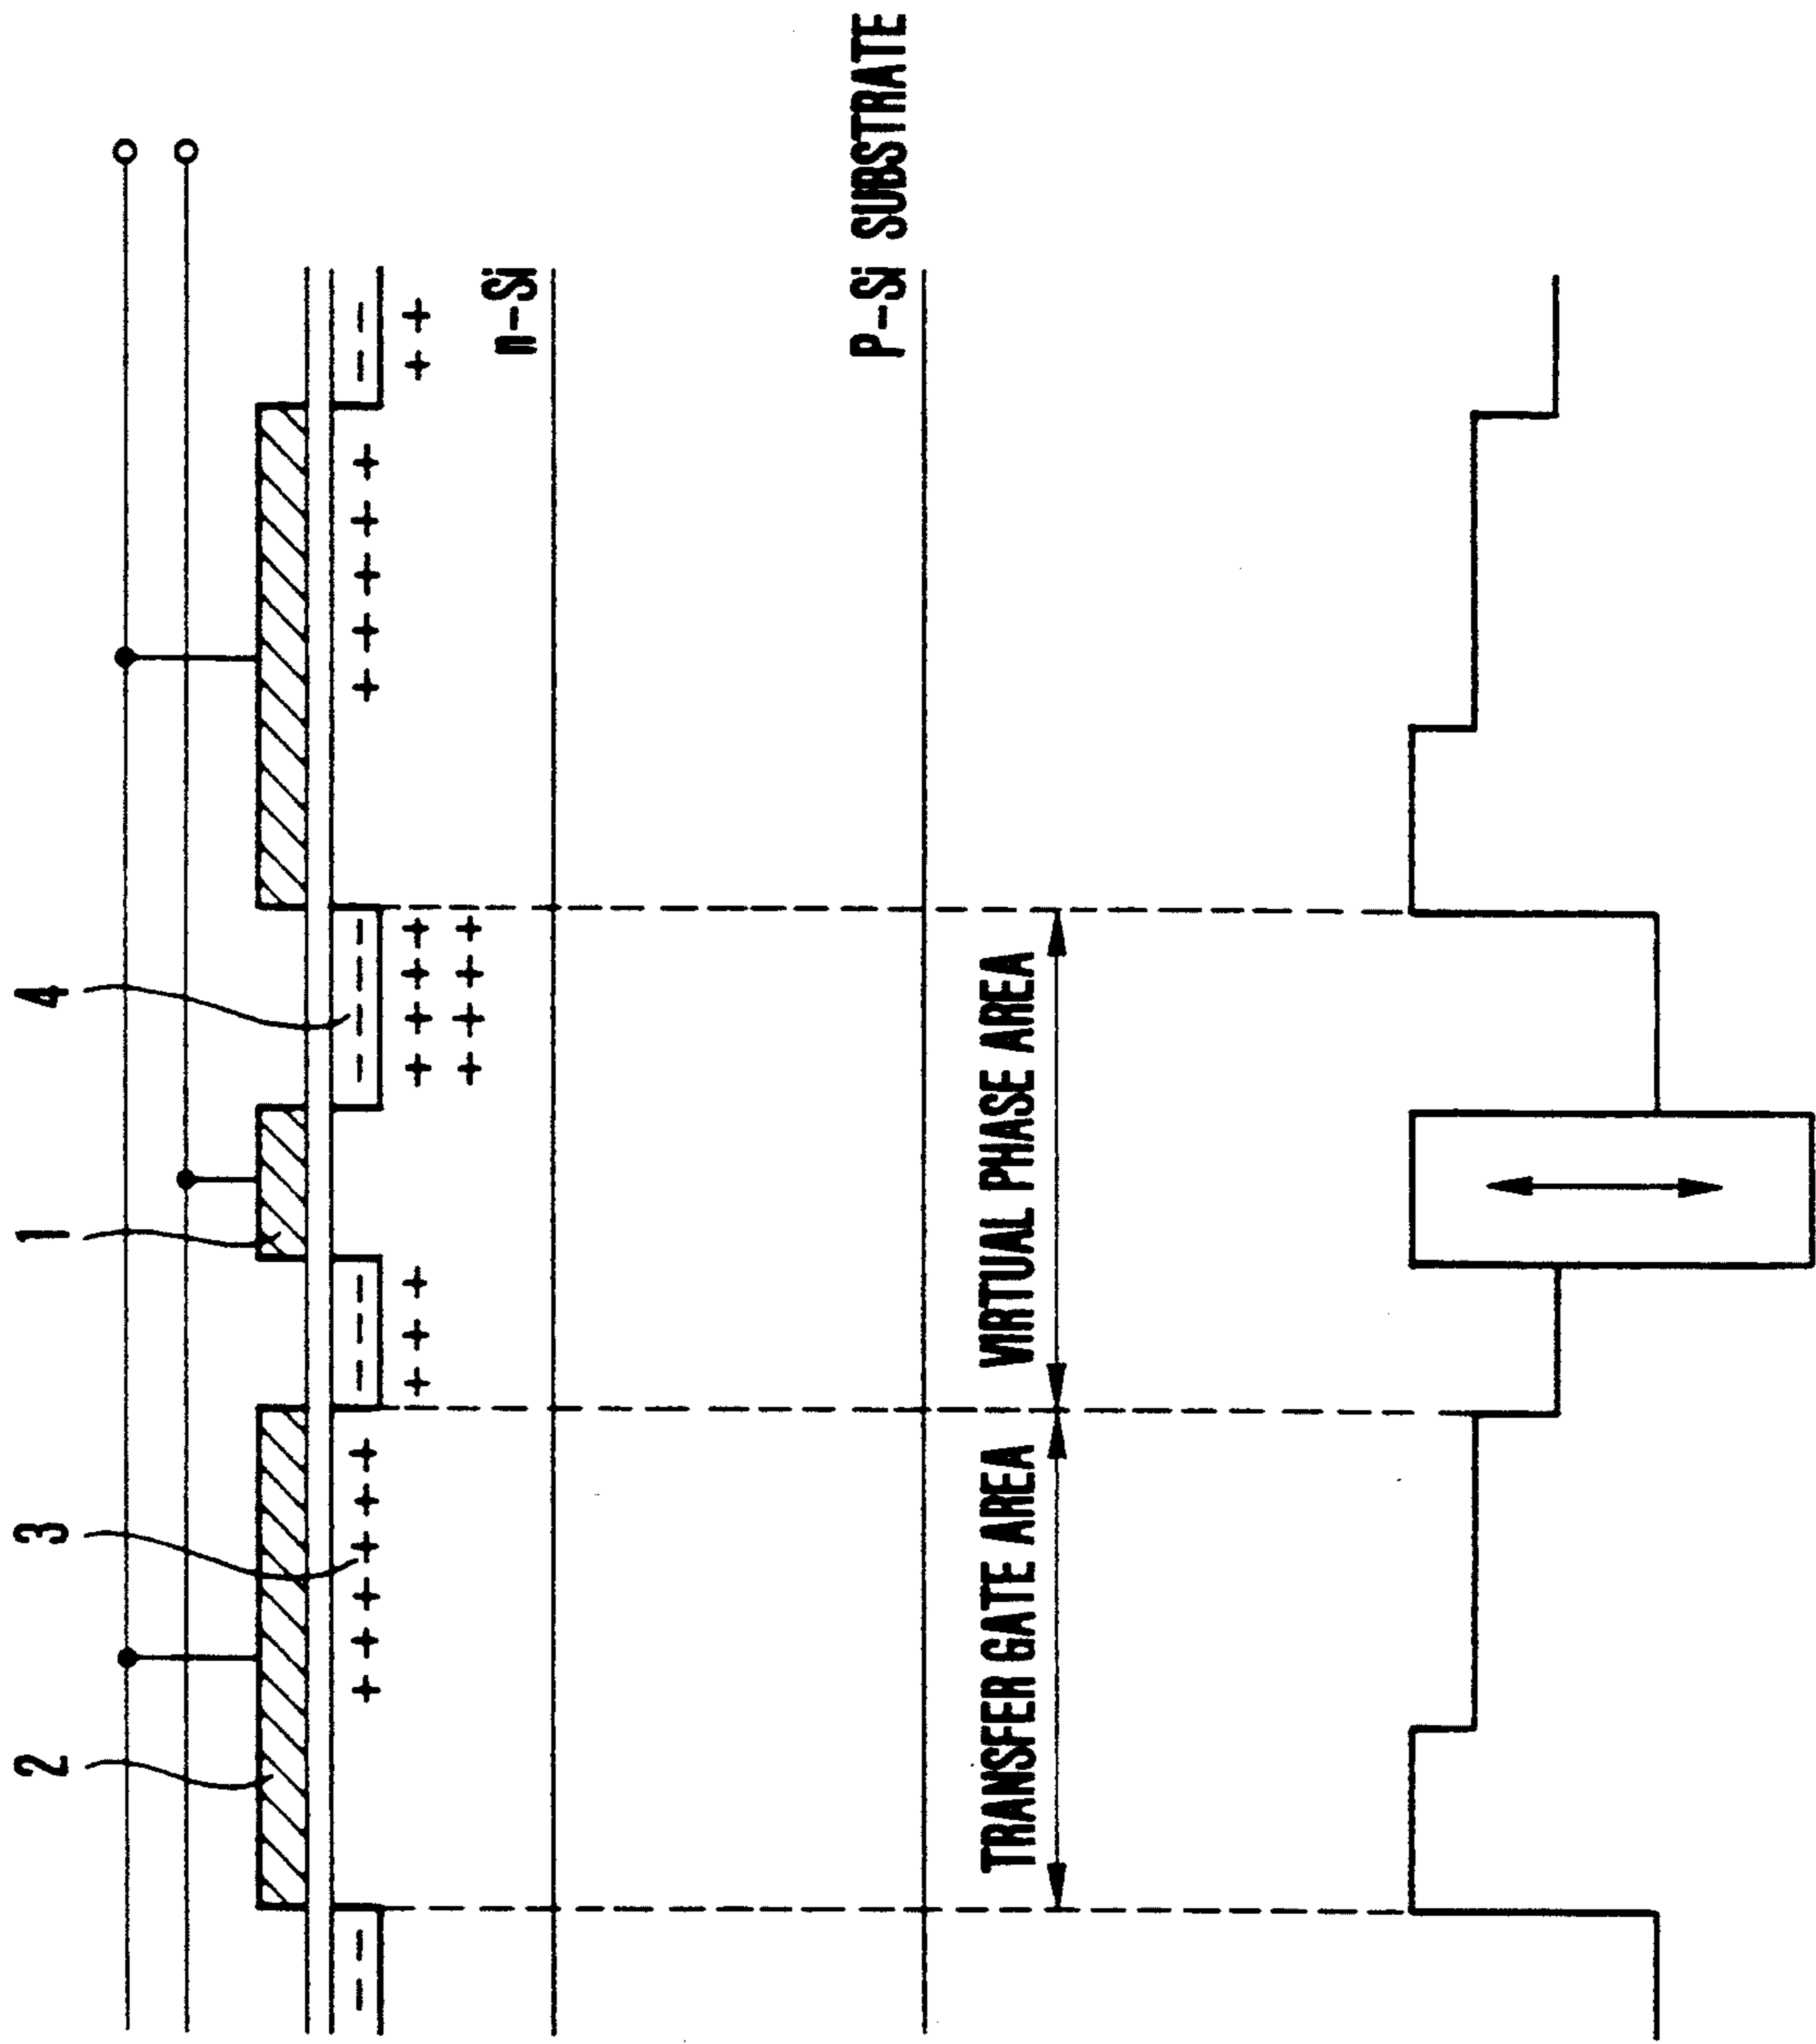 2 3 1 4
+ + + + + + + + + + +
+ + + + + + + + +
+ + + +
n-Si
P-Si SUBSTRATE
TRANSFER GATE AREA VIRTUAL PHASE AREA